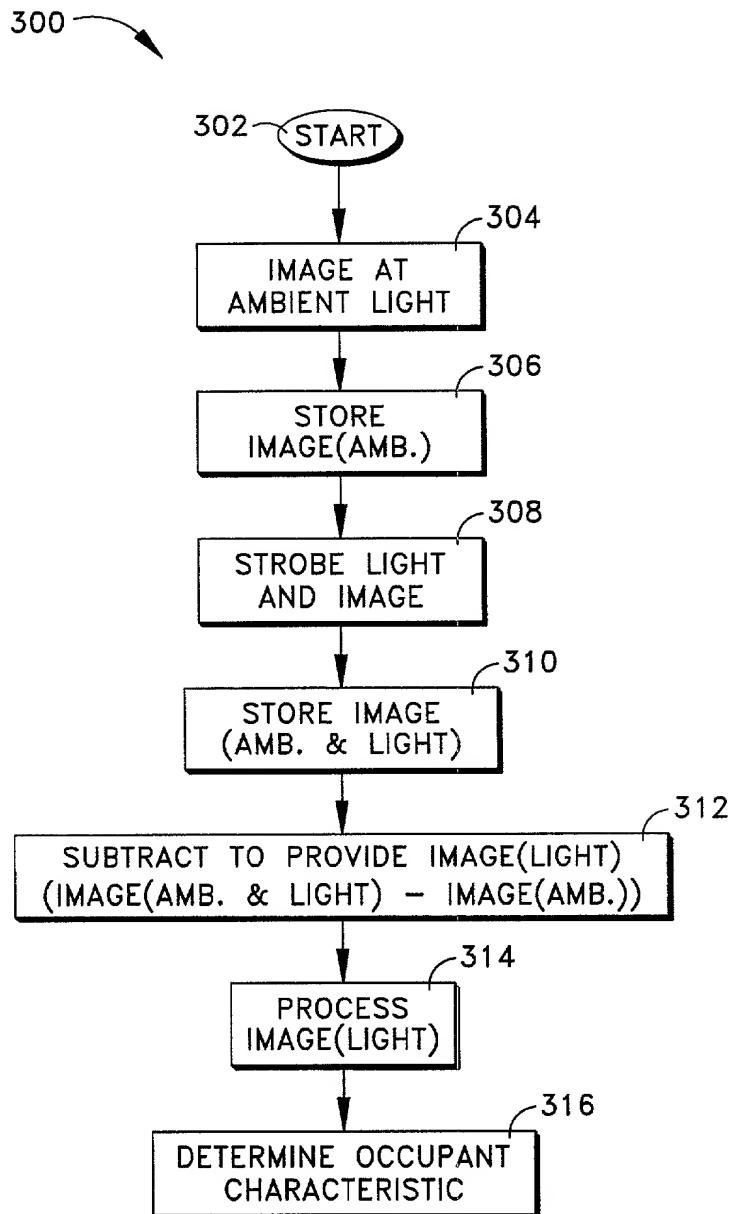 300
302
START
304
IMAGE AT
AMBIENT LIGHT
306
STORE
IMAGE(AMB.)
308
STROBE LIGHT
AND IMAGE
310
STORE IMAGE
(AMB. & LIGHT)
312
SUBTRACT TO PROVIDE IMAGE(LIGHT)
(IMAGE(AMB. & LIGHT) – IMAGE(AMB.))
314
PROCESS
IMAGE(LIGHT)
316
DETERMINE OCCUPANT
CHARACTERISTIC